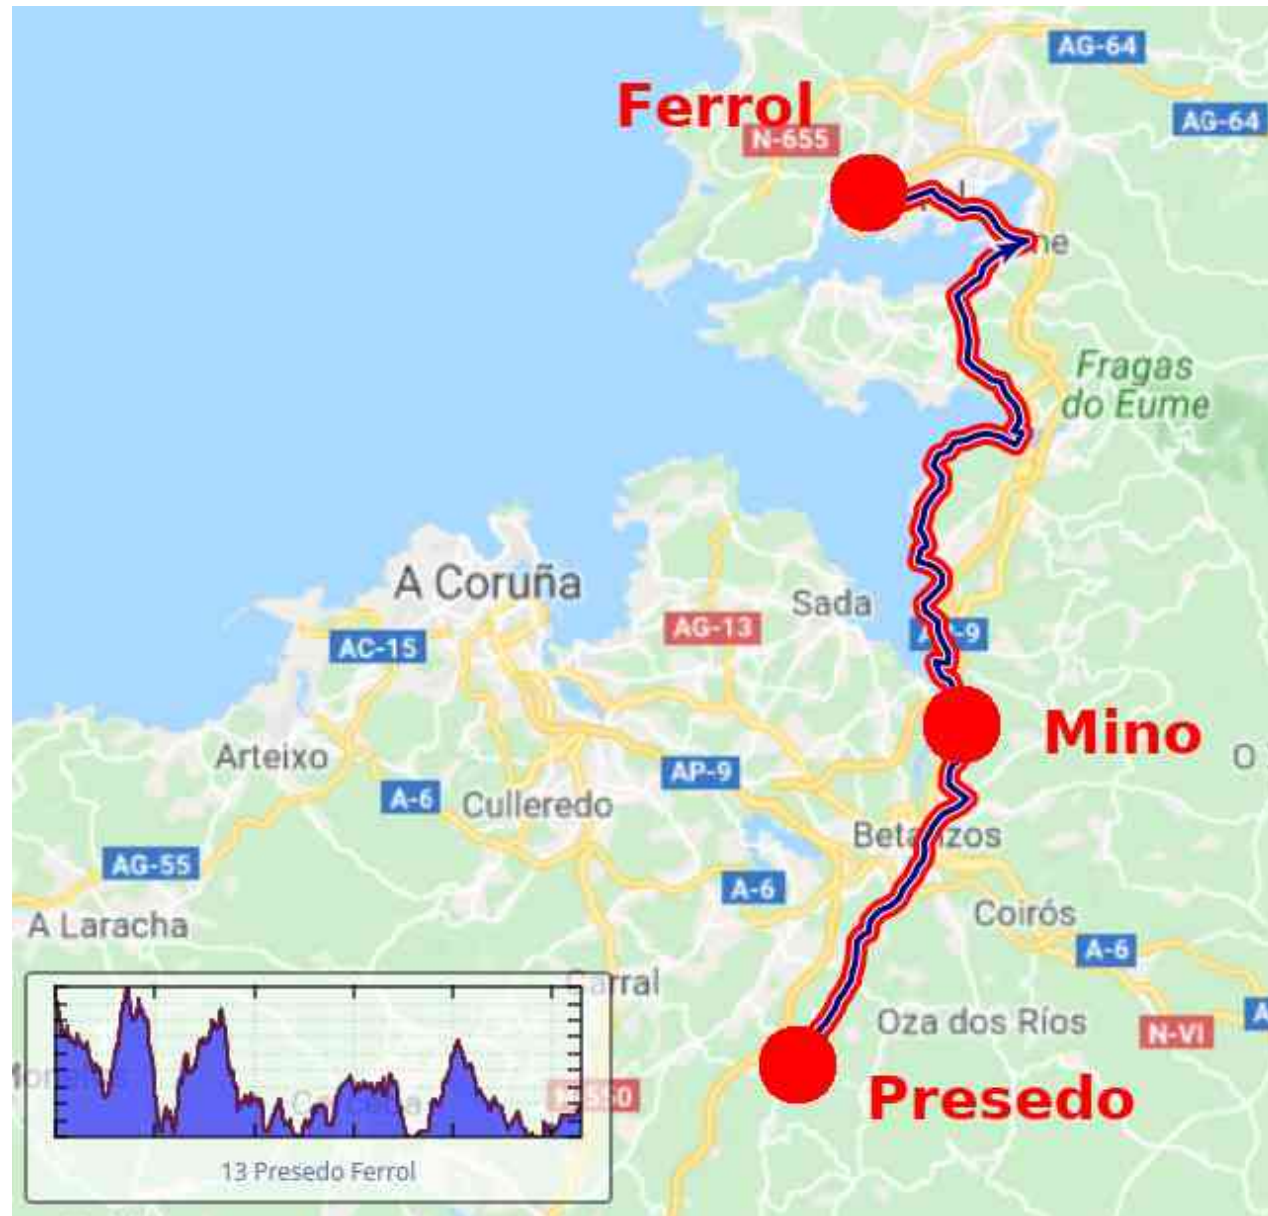 AG-64
Ferrol
AG-64
N-655
Fragas
do Eume
A Coruña
Sada
AG-13
AC-15
Mino
Arteixo
O
AP-9
A-6
Culleredo
Betanzos
AG-55
A-6
Coirós
A Laracha
A-6
Oza dos Ríos
N-VI
Presedo
13 Presedo Ferrol